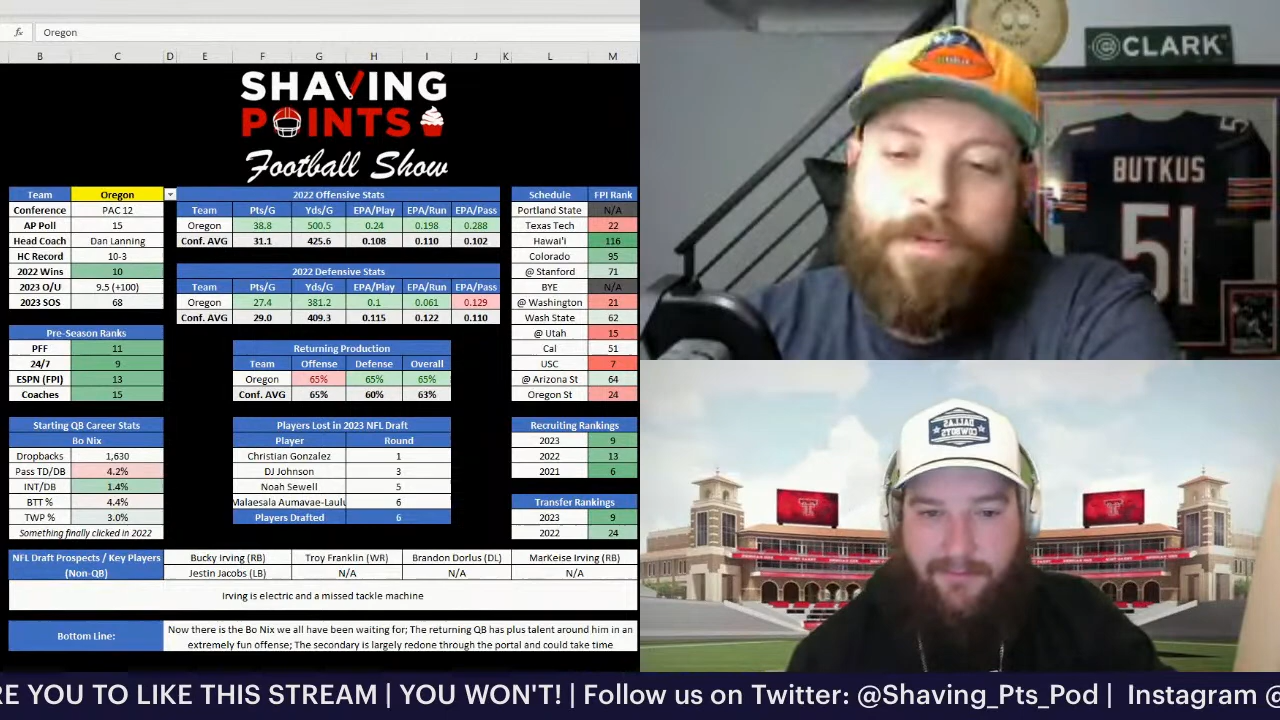 Oregon
B C D E F G H I J K L M
SHAVING
POINTS
Football Show
Team Oregon
Conference PAC 12
AP Poll 15
Head Coach Dan Lanning
HC Record 10-3
2022 Wins 10
2023 O/U 9.5 (+100)
2023 SOS 68
Pre-Season Ranks
PFF 11
24/7 9
ESPN (FPI) 13
Coaches 15
Starting QB Career Stats
Bo Nix
Dropbacks 1,630
Pass TD/DB 4.2%
INT/DB 1.4%
BTT % 4.4%
TWP % 3.0%
Something finally clicked in 2022
2022 Offensive Stats
Team Pts/G Yds/G EPA/Play EPA/Run EPA/Pass
Oregon 38.8 500.5 0.24 0.198 0.288
Conf. AVG 31.1 425.6 0.108 0.110 0.102
2022 Defensive Stats
Team Pts/G Yds/G EPA/Play EPA/Run EPA/Pass
Oregon 27.4 381.2 0.1 0.061 0.129
Conf. AVG 29.0 409.3 0.115 0.122 0.110
Returning Production
Team Offense Defense Overall
Oregon 65% 65% 65%
Conf. AVG 65% 60% 63%
Players Lost in 2023 NFL Draft
Player Round
Christian Gonzalez 1
DJ Johnson 3
Noah Sewell 5
Malaesala Aumavae-Laulu 6
Players Drafted 6
Schedule FPI Rank
Portland State N/A
Texas Tech 22
Hawai'i 116
Colorado 95
@ Stanford 71
BYE N/A
@ Washington 21
Wash State 62
@ Utah 15
Cal 51
USC 7
@ Arizona St 64
Oregon St 24
Recruiting Rankings
2023 9
2022 13
2021 6
Transfer Rankings
2023 9
2022 24
NFL Draft Prospects / Key Players
(Non-QB)
Bucky Irving (RB) Troy Franklin (WR) Brandon Dorlus (DL) MarKeise Irving (RB)
Jestin Jacobs (LB) N/A N/A N/A
Irving is electric and a missed tackle machine
Bottom Line:
Now there is the Bo Nix we all have been waiting for; The returning QB has plus talent around him in an
extremely fun offense; The secondary is largely redone through the portal and could take time
CLARK
BUTKUS
51
DALLAS
COWBOYS
RE YOU TO LIKE THIS STREAM | YOU WON'T! | Follow us on Twitter: @Shaving_Pts_Pod | Instagram @